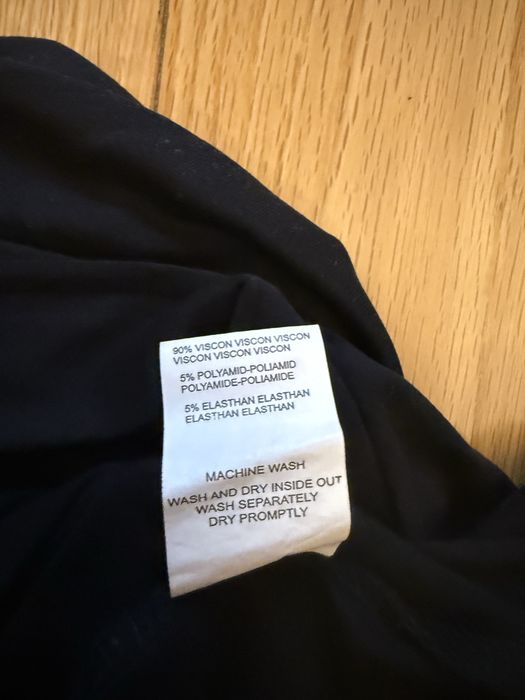 90% VISCON VISCON VISCON
VISCON VISCON VISCON
5% POLYAMID-POLIAMID
POLYAMIDE-POLIAMIDE
5% ELASTHAN ELASTHAN
ELASTHAN ELASTHAN
MACHINE WASH
WASH AND DRY INSIDE OUT
WASH SEPARATELY
DRY PROMPTLY